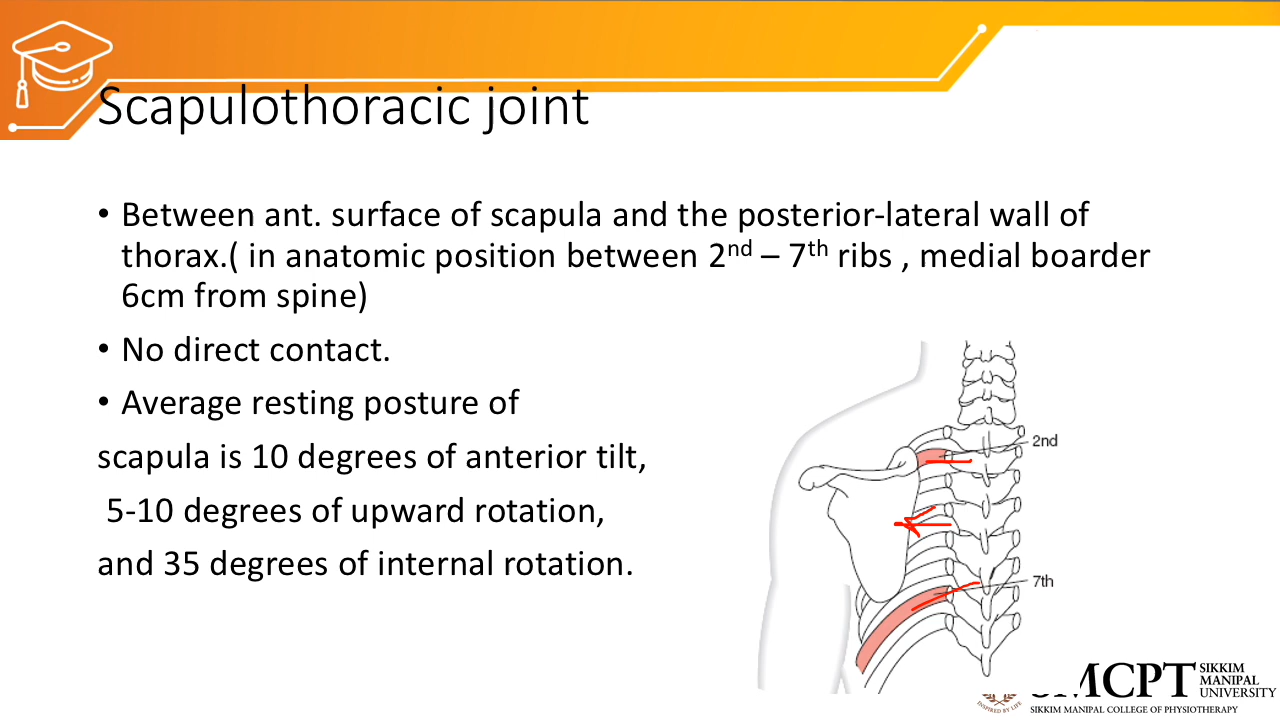 Scapulothoracic joint
• Between ant. surface of scapula and the posterior-lateral wall of
thorax.( in anatomic position between 2nd – 7th ribs , medial boarder
6cm from spine)
• No direct contact.
• Average resting posture of
scapula is 10 degrees of anterior tilt,
5-10 degrees of upward rotation,
and 35 degrees of internal rotation.
2nd
7th
INSPIRED BY LIFE
SMCPT
SIKKIM
MANIPAL
UNIVERSITY
SIKKIM MANIPAL COLLEGE OF PHYSIOTHERAPY